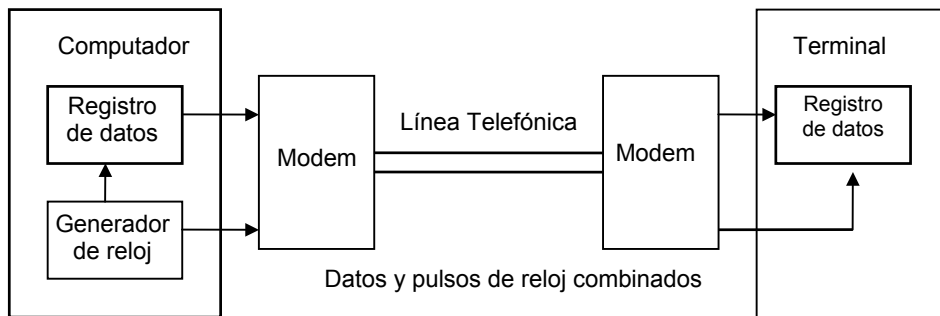 Computador
Registro
de datos
Generador
de reloj
Modem
Línea Telefónica
Modem
Terminal
Registro
de datos
Datos y pulsos de reloj combinados